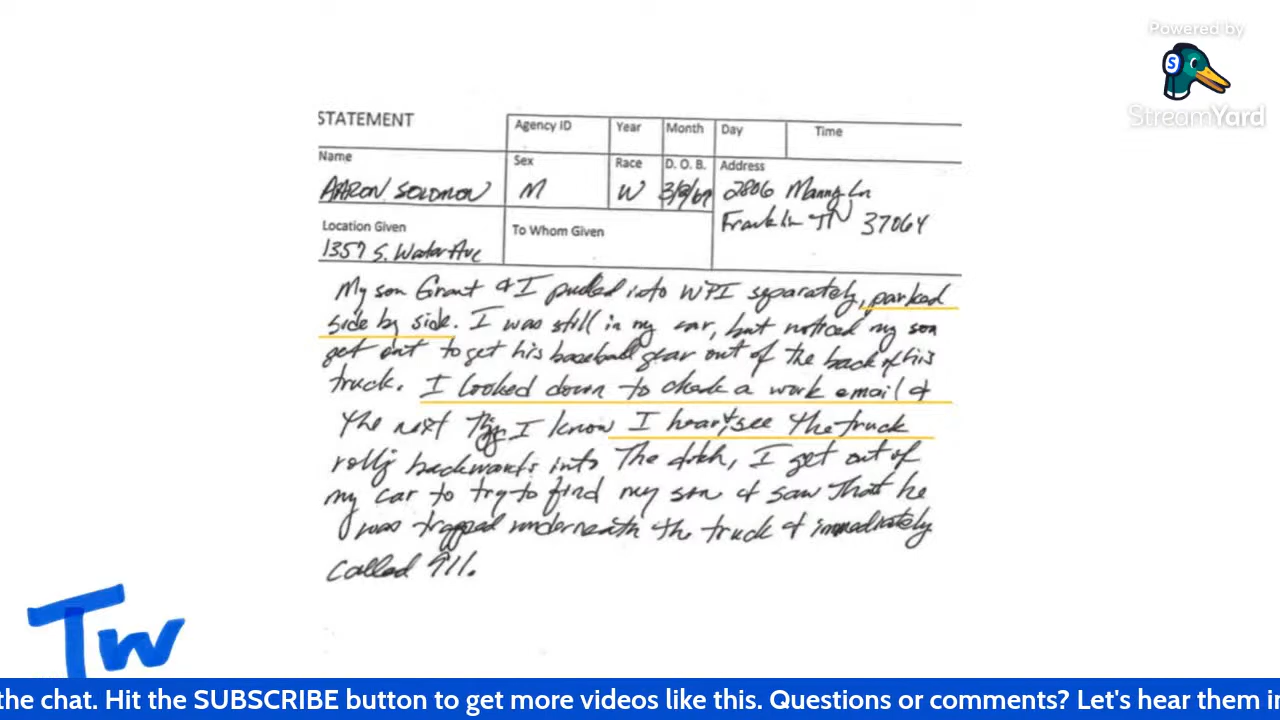 Powered by
StreamYard
STATEMENT
Agency ID
Year
Month
Day
Time
Name
Sex
Race
D. O. B.
Address
AARON SOLOMON
M
W
2806 Manny Ln
Franklin TN 37064
Location Given
To Whom Given
1357 S. Water Ave
My son Grant & I pulled into WPI separately, parked
side by side. I was still in my car, but noticed my son
get out to get his baseball gear out of the back of his
truck. I looked down to check a work email &
the next thing I know I hear & see the truck
rolling backwards into the ditch, I get out of
my car to try to find my son & saw that he
was trapped underneath the truck & immediately
called 911.
Tw
the chat. Hit the SUBSCRIBE button to get more videos like this. Questions or comments? Let's hear them in